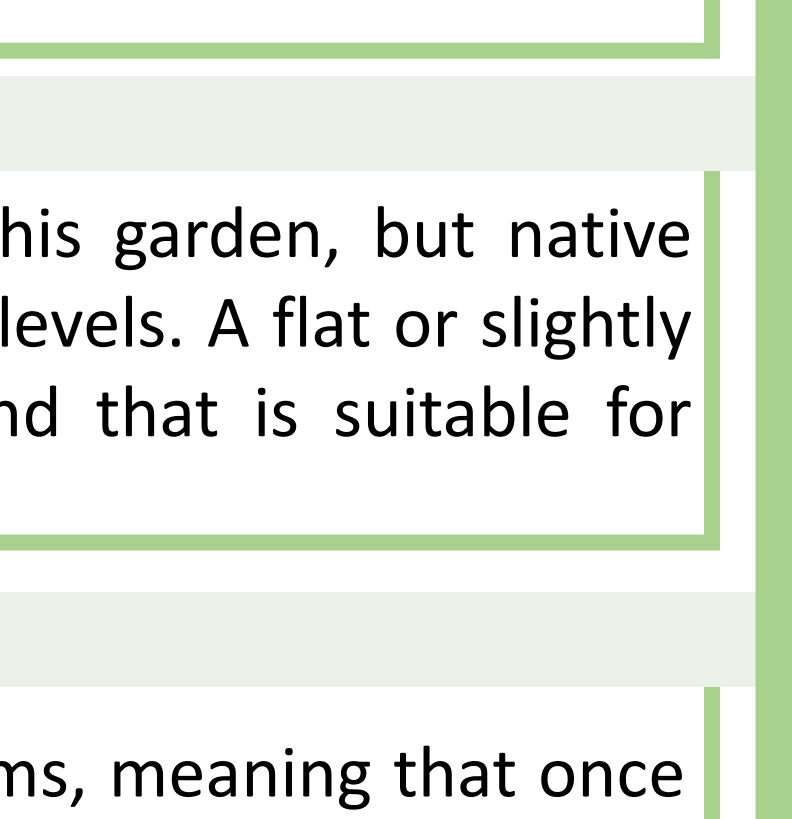 his garden, but native
levels. A flat or slightly
nd that is suitable for
ms, meaning that once